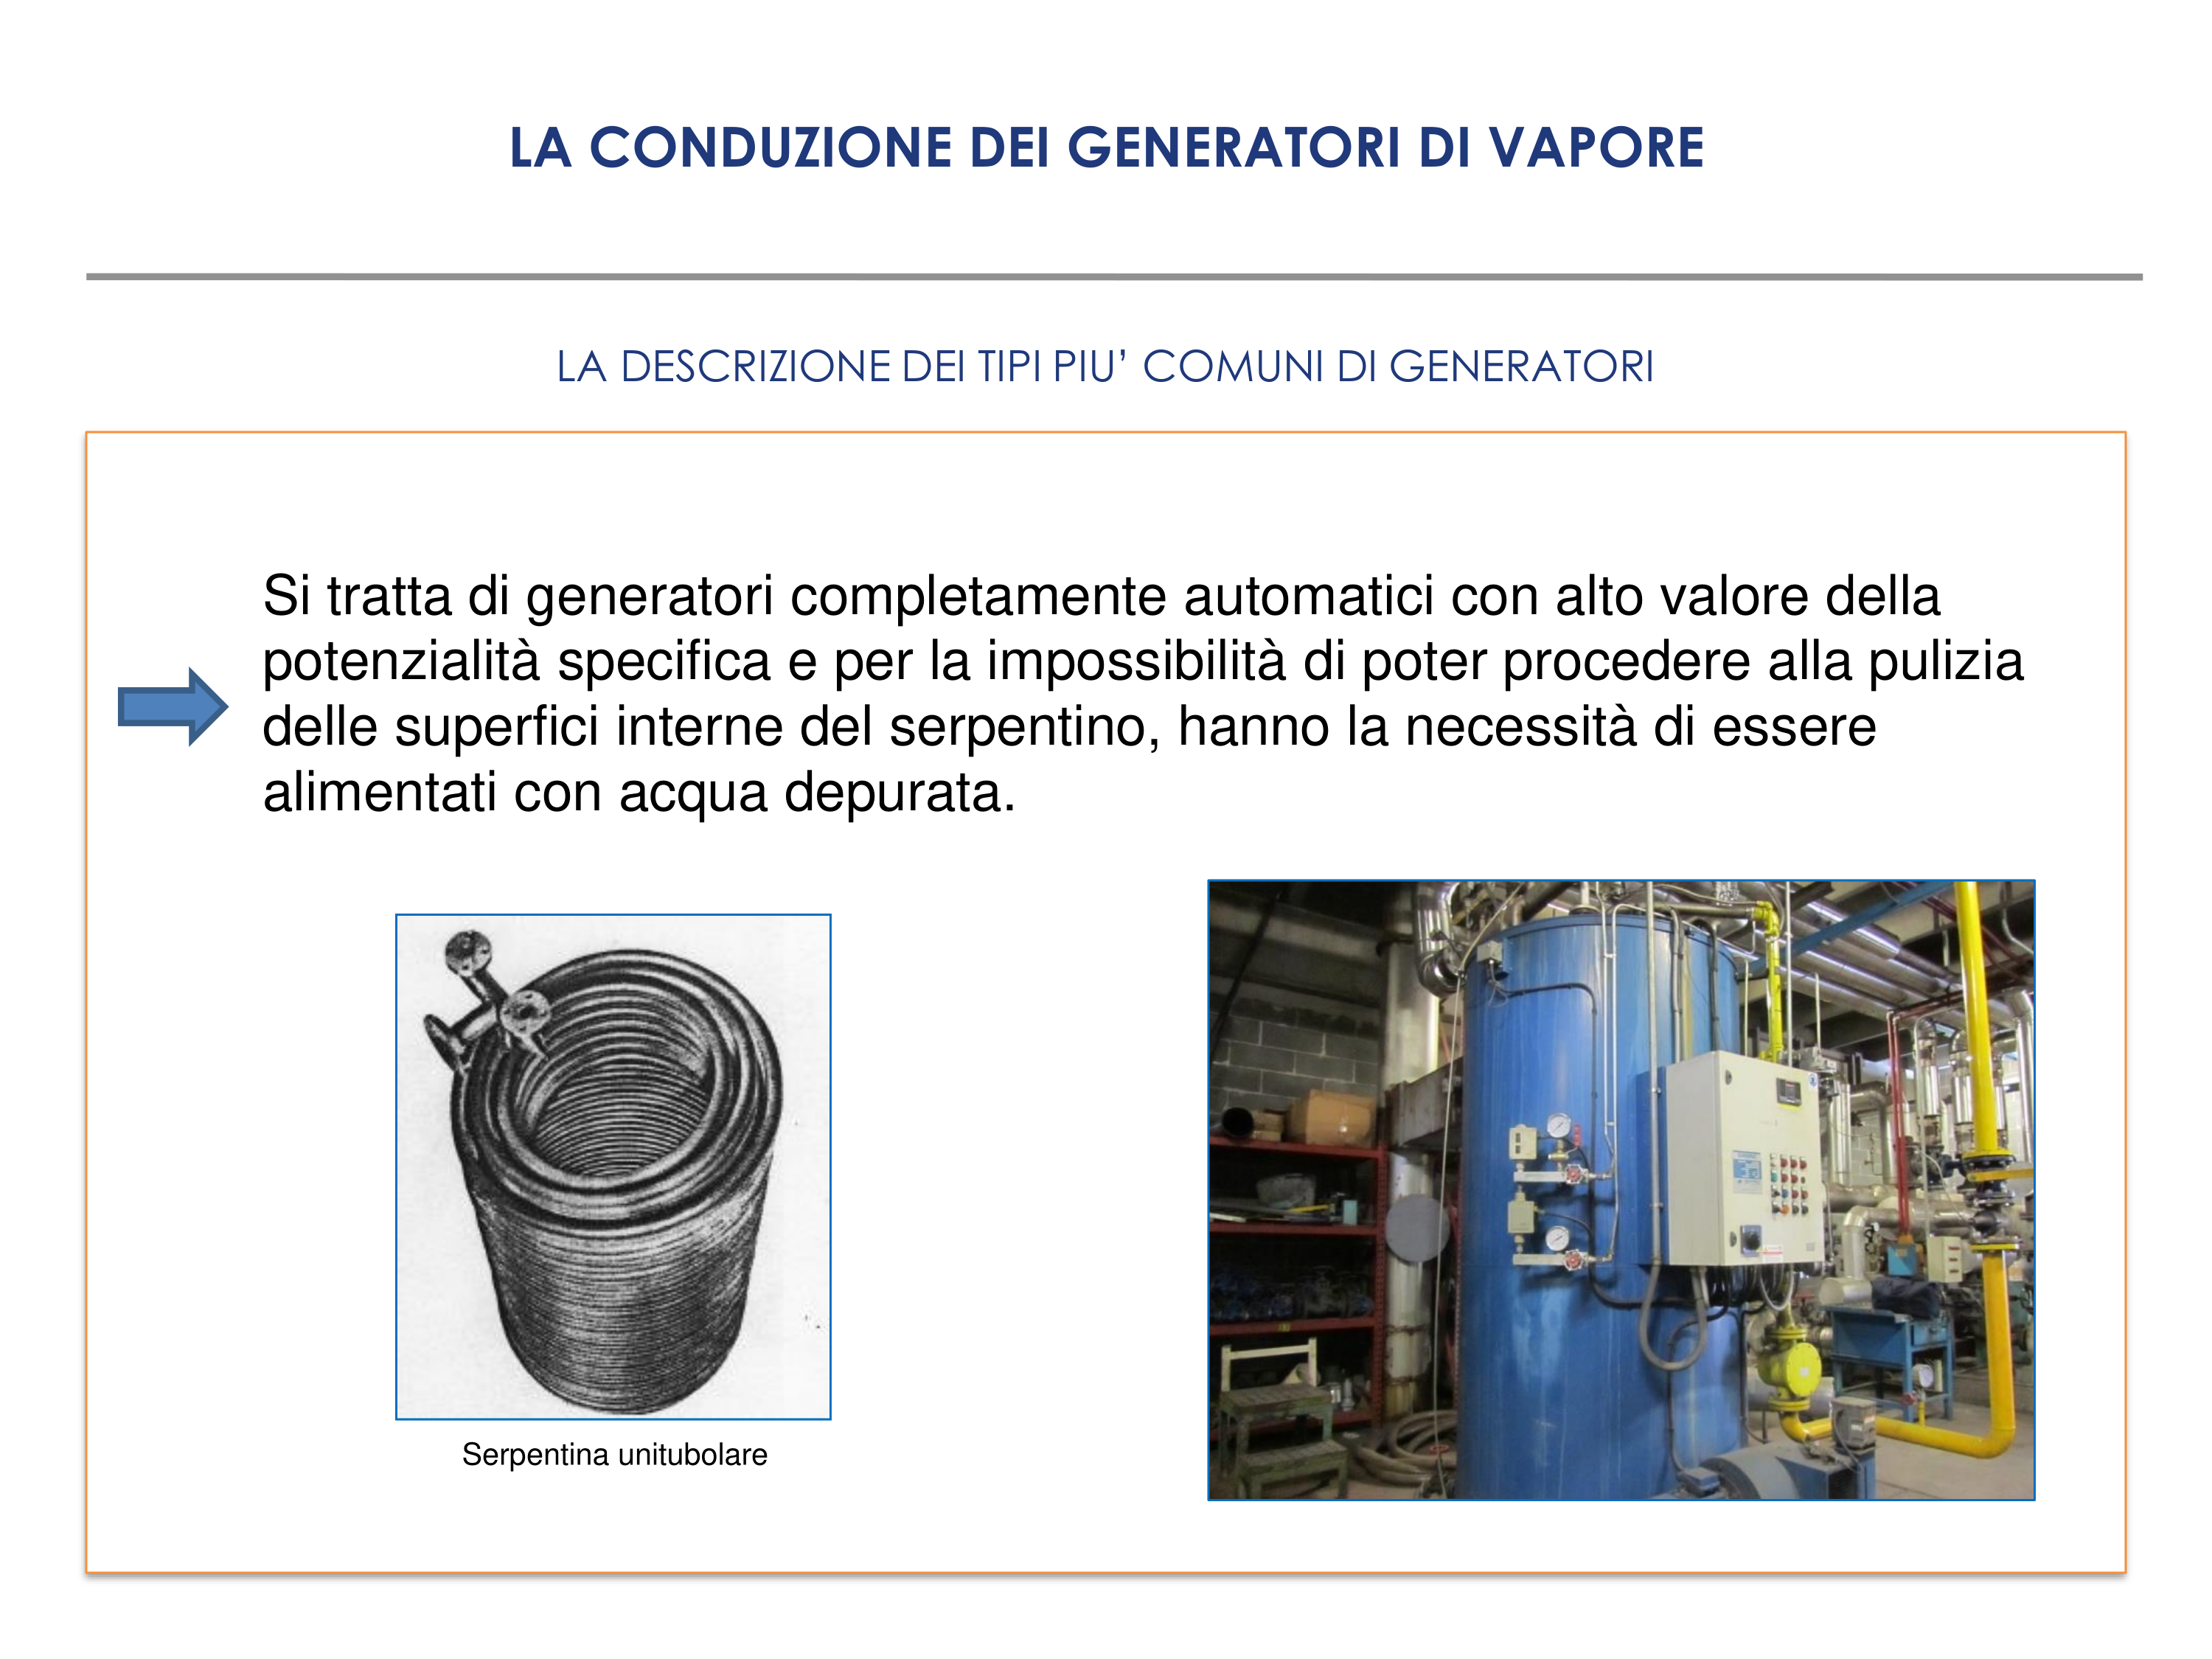 LA CONDUZIONE DEI GENERATORI DI VAPORE
LA DESCRIZIONE DEI TIPI PIU’ COMUNI DI GENERATORI
Si tratta di generatori completamente automatici con alto valore della
potenzialità specifica e per la impossibilità di poter procedere alla pulizia
delle superfici interne del serpentino, hanno la necessità di essere
alimentati con acqua depurata.
Serpentina unitubolare